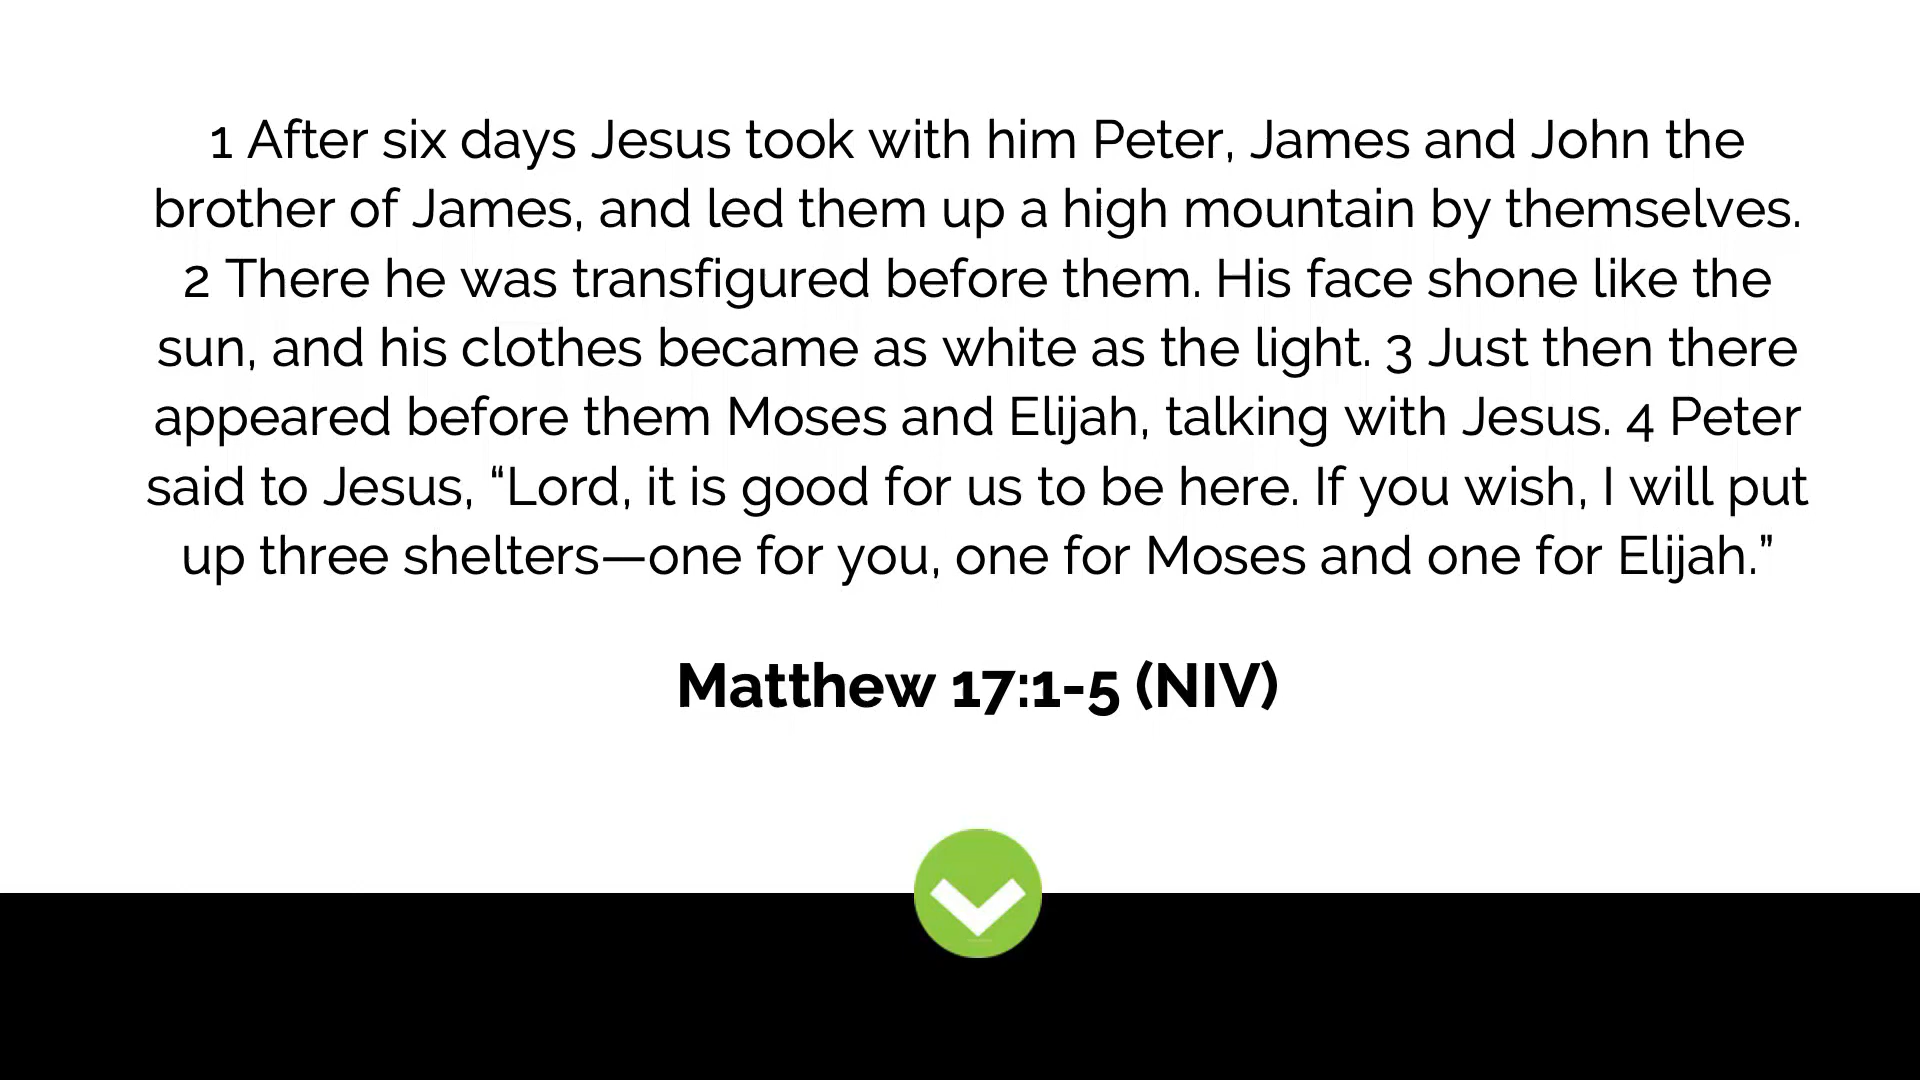 1 After six days Jesus took with him Peter, James and John the
brother of James, and led them up a high mountain by themselves.
2 There he was transfigured before them. His face shone like the
sun, and his clothes became as white as the light. 3 Just then there
appeared before them Moses and Elijah, talking with Jesus. 4 Peter
said to Jesus, “Lord, it is good for us to be here. If you wish, I will put
up three shelters—one for you, one for Moses and one for Elijah.”
Matthew 17:1-5 (NIV)